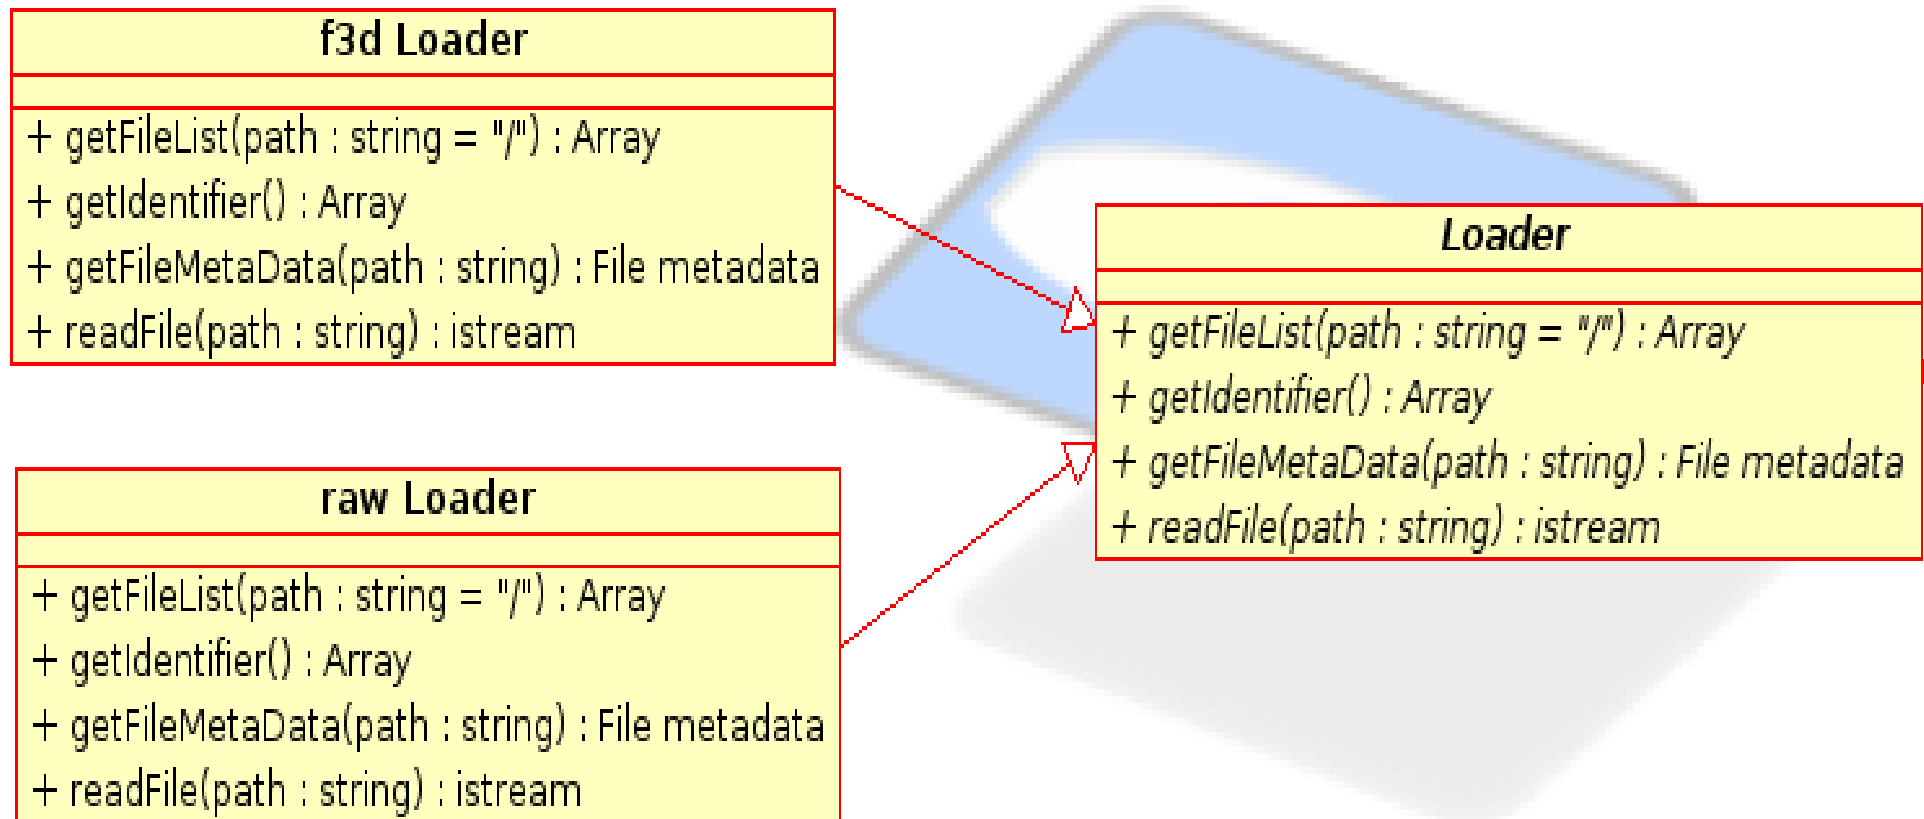 f3d Loader
+ getFileList(path : string = "/") : Array
+ getIdentifier() : Array
+ getFileMetaData(path : string) : File metadata
+ readFile(path : string) : istream
raw Loader
+ getFileList(path : string = "/") : Array
+ getIdentifier() : Array
+ getFileMetaData(path : string) : File metadata
+ readFile(path : string) : istream
Loader
+ getFileList(path : string = "/") : Array
+ getIdentifier() : Array
+ getFileMetaData(path : string) : File metadata
+ readFile(path : string) : istream